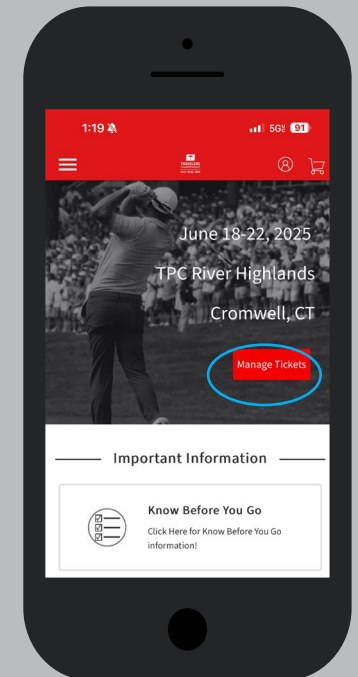 1:19
5G 91
TRAVELERS
June 18-22, 2025
TPC River Highlands
Cromwell, CT
Manage Tickets
Important Information
Know Before You Go
Click Here for Know Before You Go
information!